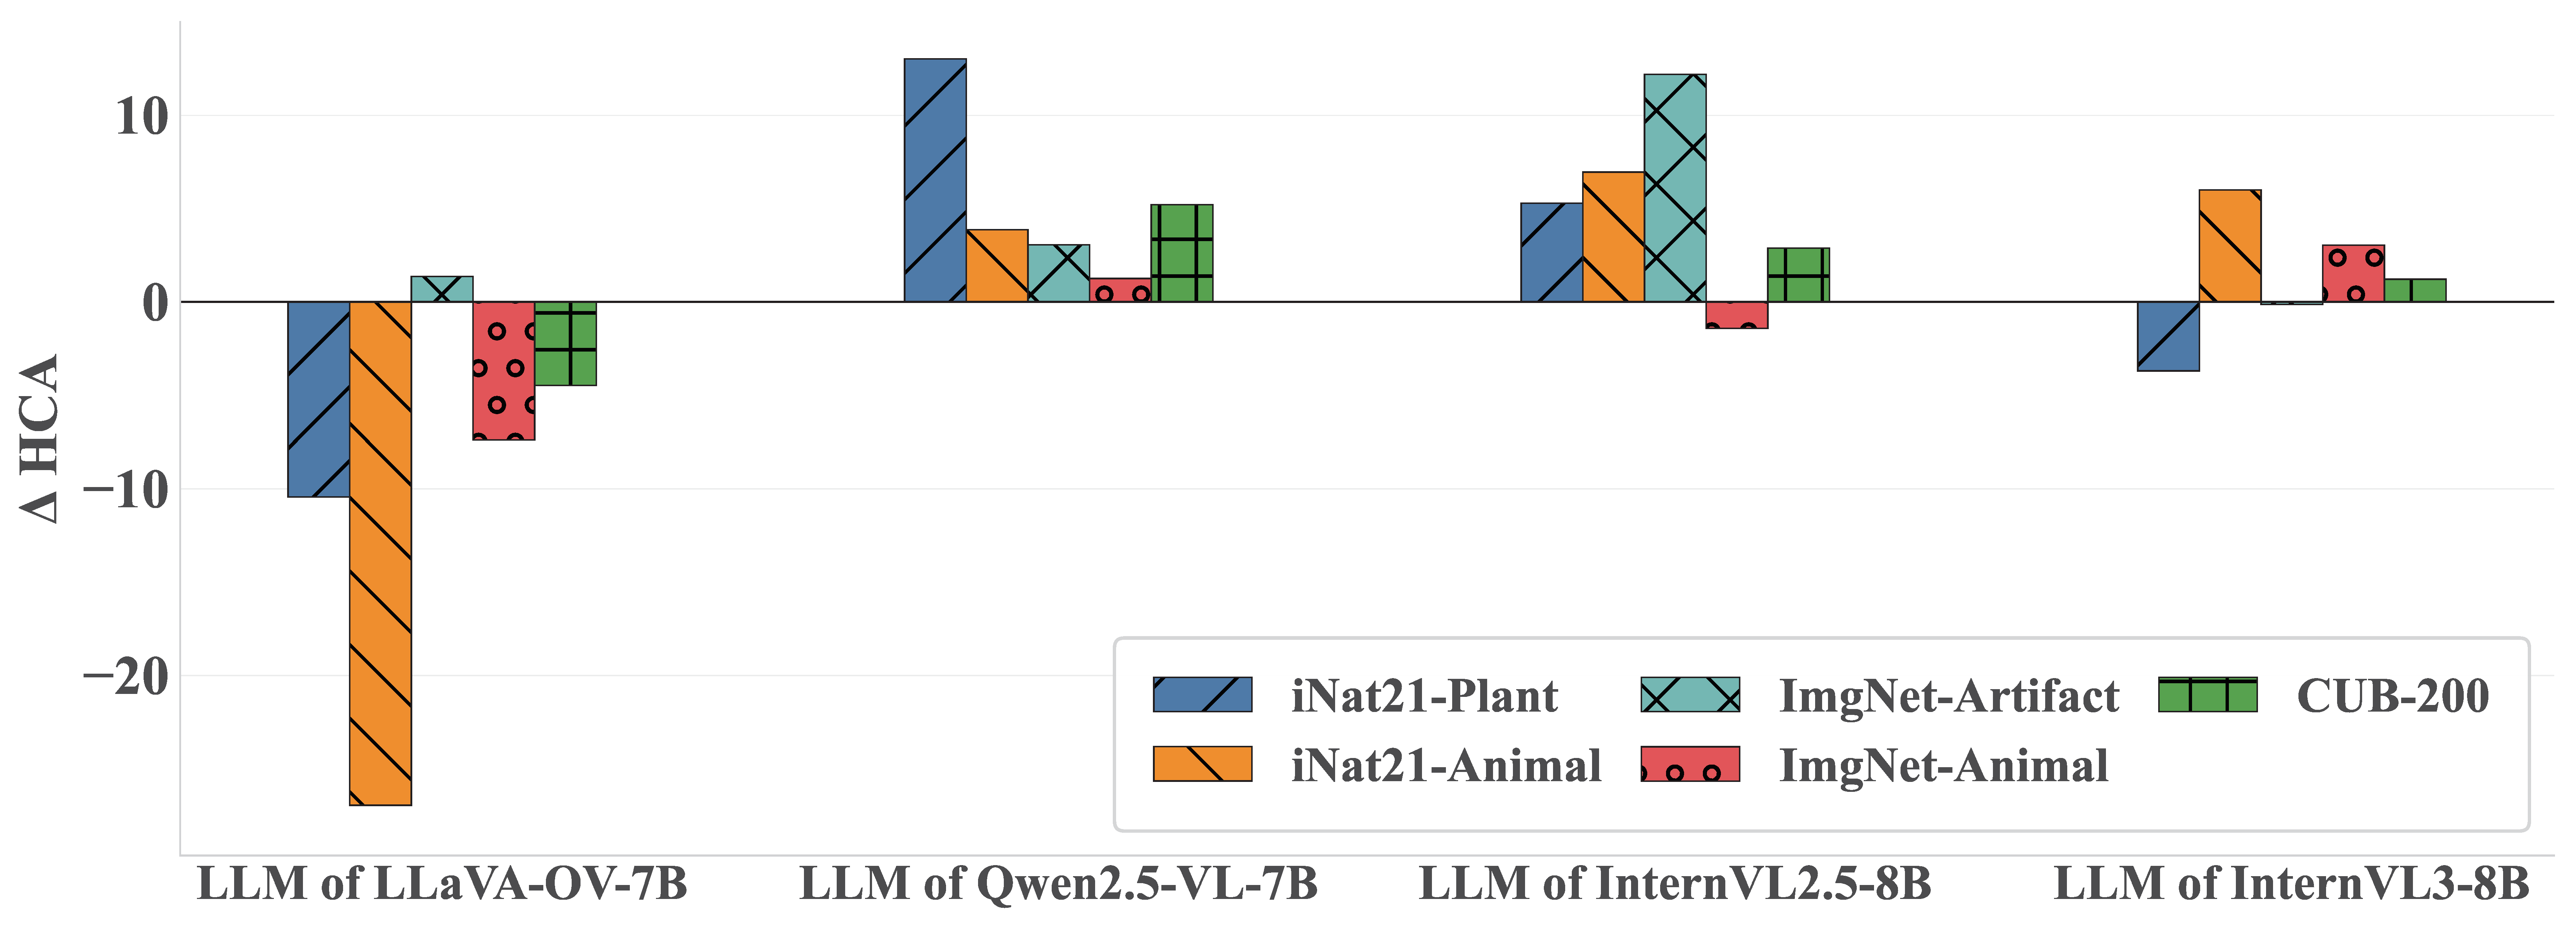 Δ HCA
10
0
−10
−20
iNat21-Plant
iNat21-Animal
ImgNet-Artifact
ImgNet-Animal
CUB-200
LLM of LLaVA-OV-7B
LLM of Qwen2.5-VL-7B
LLM of InternVL2.5-8B
LLM of InternVL3-8B